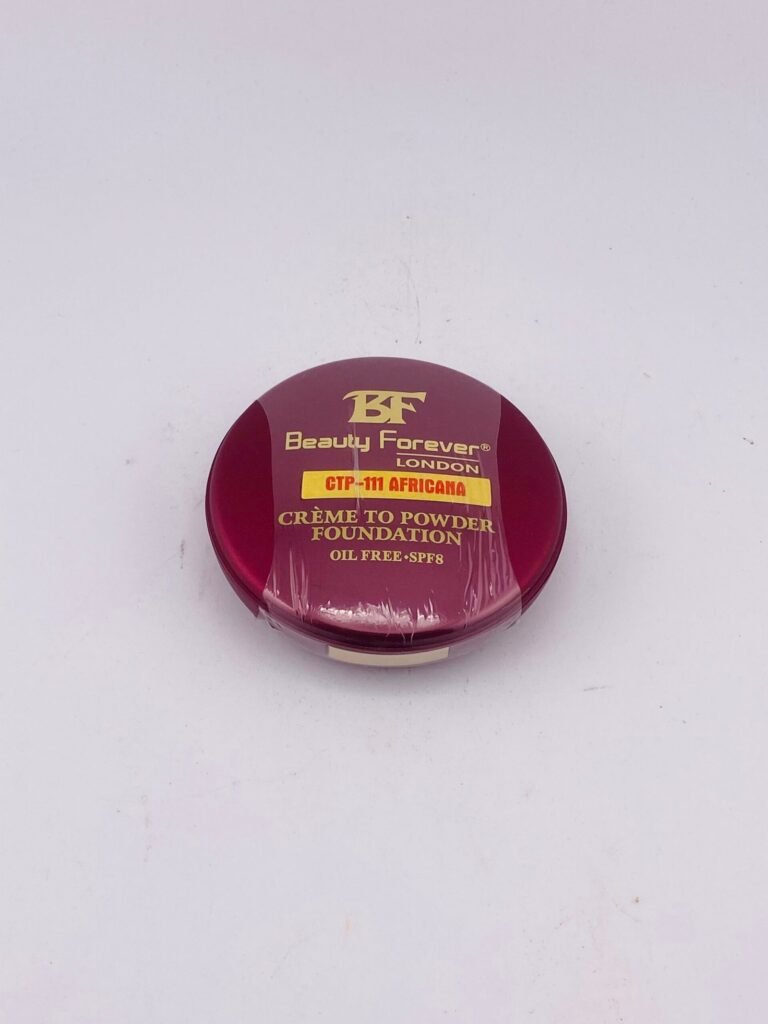 BF
Beauty Forever®
LONDON
CTP-111 AFRICANA
CRÈME TO POWDER
FOUNDATION
OIL FREE•SPF8